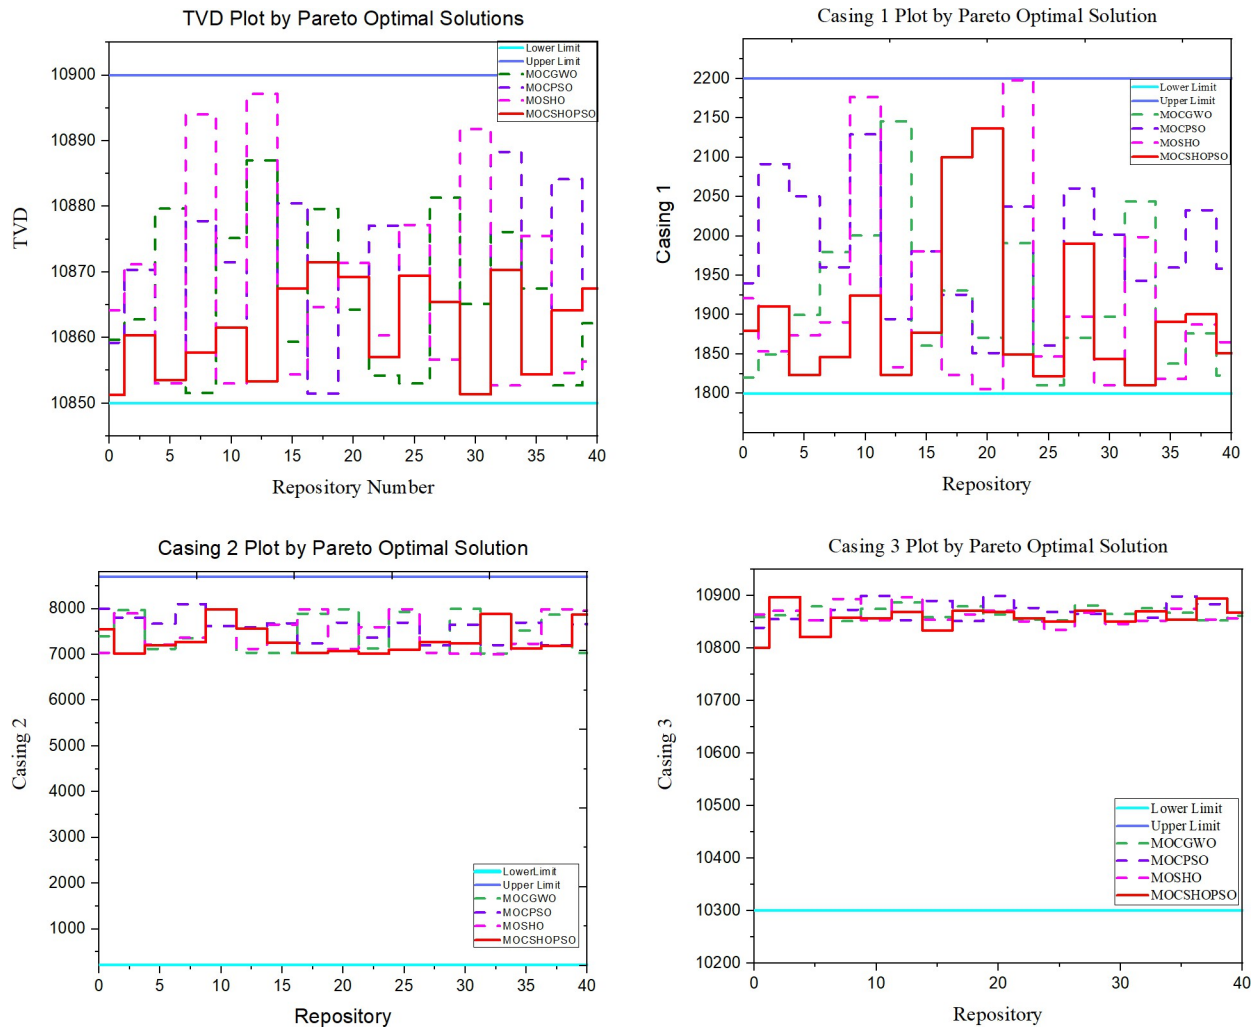 TVD Plot by Pareto Optimal Solutions
Lower Limit
Upper Limit
MOCGWO
MOCPSO
MOSHO
MOCSHOPSO
10900
10890
10880
10870
10860
10850
TVD
0 5 10 15 20 25 30 35 40
Repository Number
Casing 1 Plot by Pareto Optimal Solution
Lower Limit
Upper Limit
MOCGWO
MOCPSO
MOSHO
MOCSHOPSO
2200
2150
2100
2050
2000
1950
1900
1850
1800
Casing 1
0 5 10 15 20 25 30 35 40
Repository
Casing 2 Plot by Pareto Optimal Solution
8000
7000
6000
5000
4000
3000
2000
1000
Casing 2
LowerLimit
Upper Limit
MOCGWO
MOCPSO
MOSHO
MOCSHOPSO
0 5 10 15 20 25 30 35 40
Repository
Casing 3 Plot by Pareto Optimal Solution
10900
10800
10700
10600
10500
10400
10300
10200
Casing 3
Lower Limit
Upper Limit
MOCGWO
MOCPSO
MOSHO
MOCSHOPSO
0 10 20 30 40
Repository